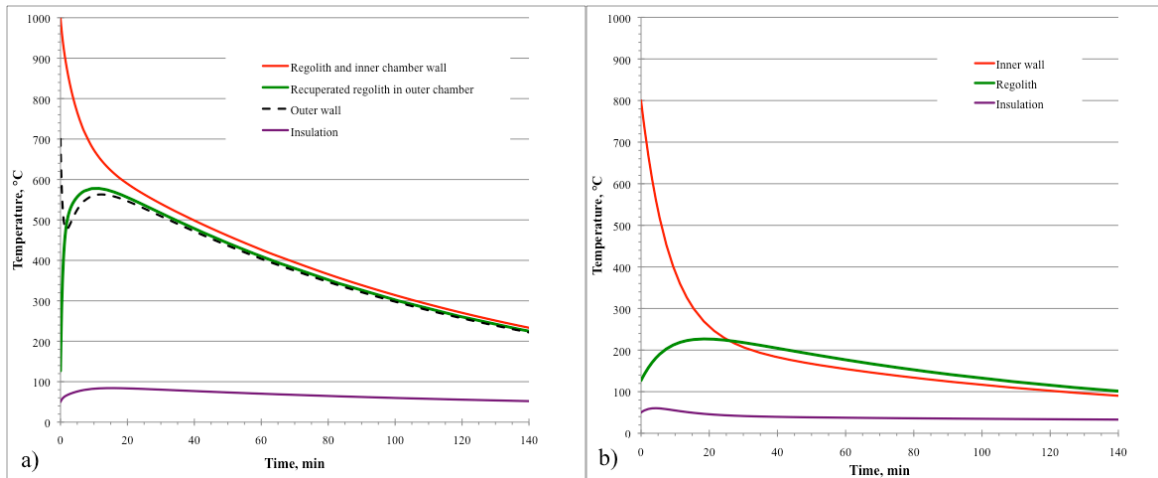 1000
900
800
700
600
500
400
300
200
100
0
Temperature, °C
Regolith and inner chamber wall
Recuperated regolith in outer chamber
Outer wall
Insulation
0 20 40 60 80 100 120 140
Time, min
a)
1000
900
800
700
600
500
400
300
200
100
0
Temperature, °C
Inner wall
Regolith
Insulation
0 20 40 60 80 100 120 140
Time, min
b)